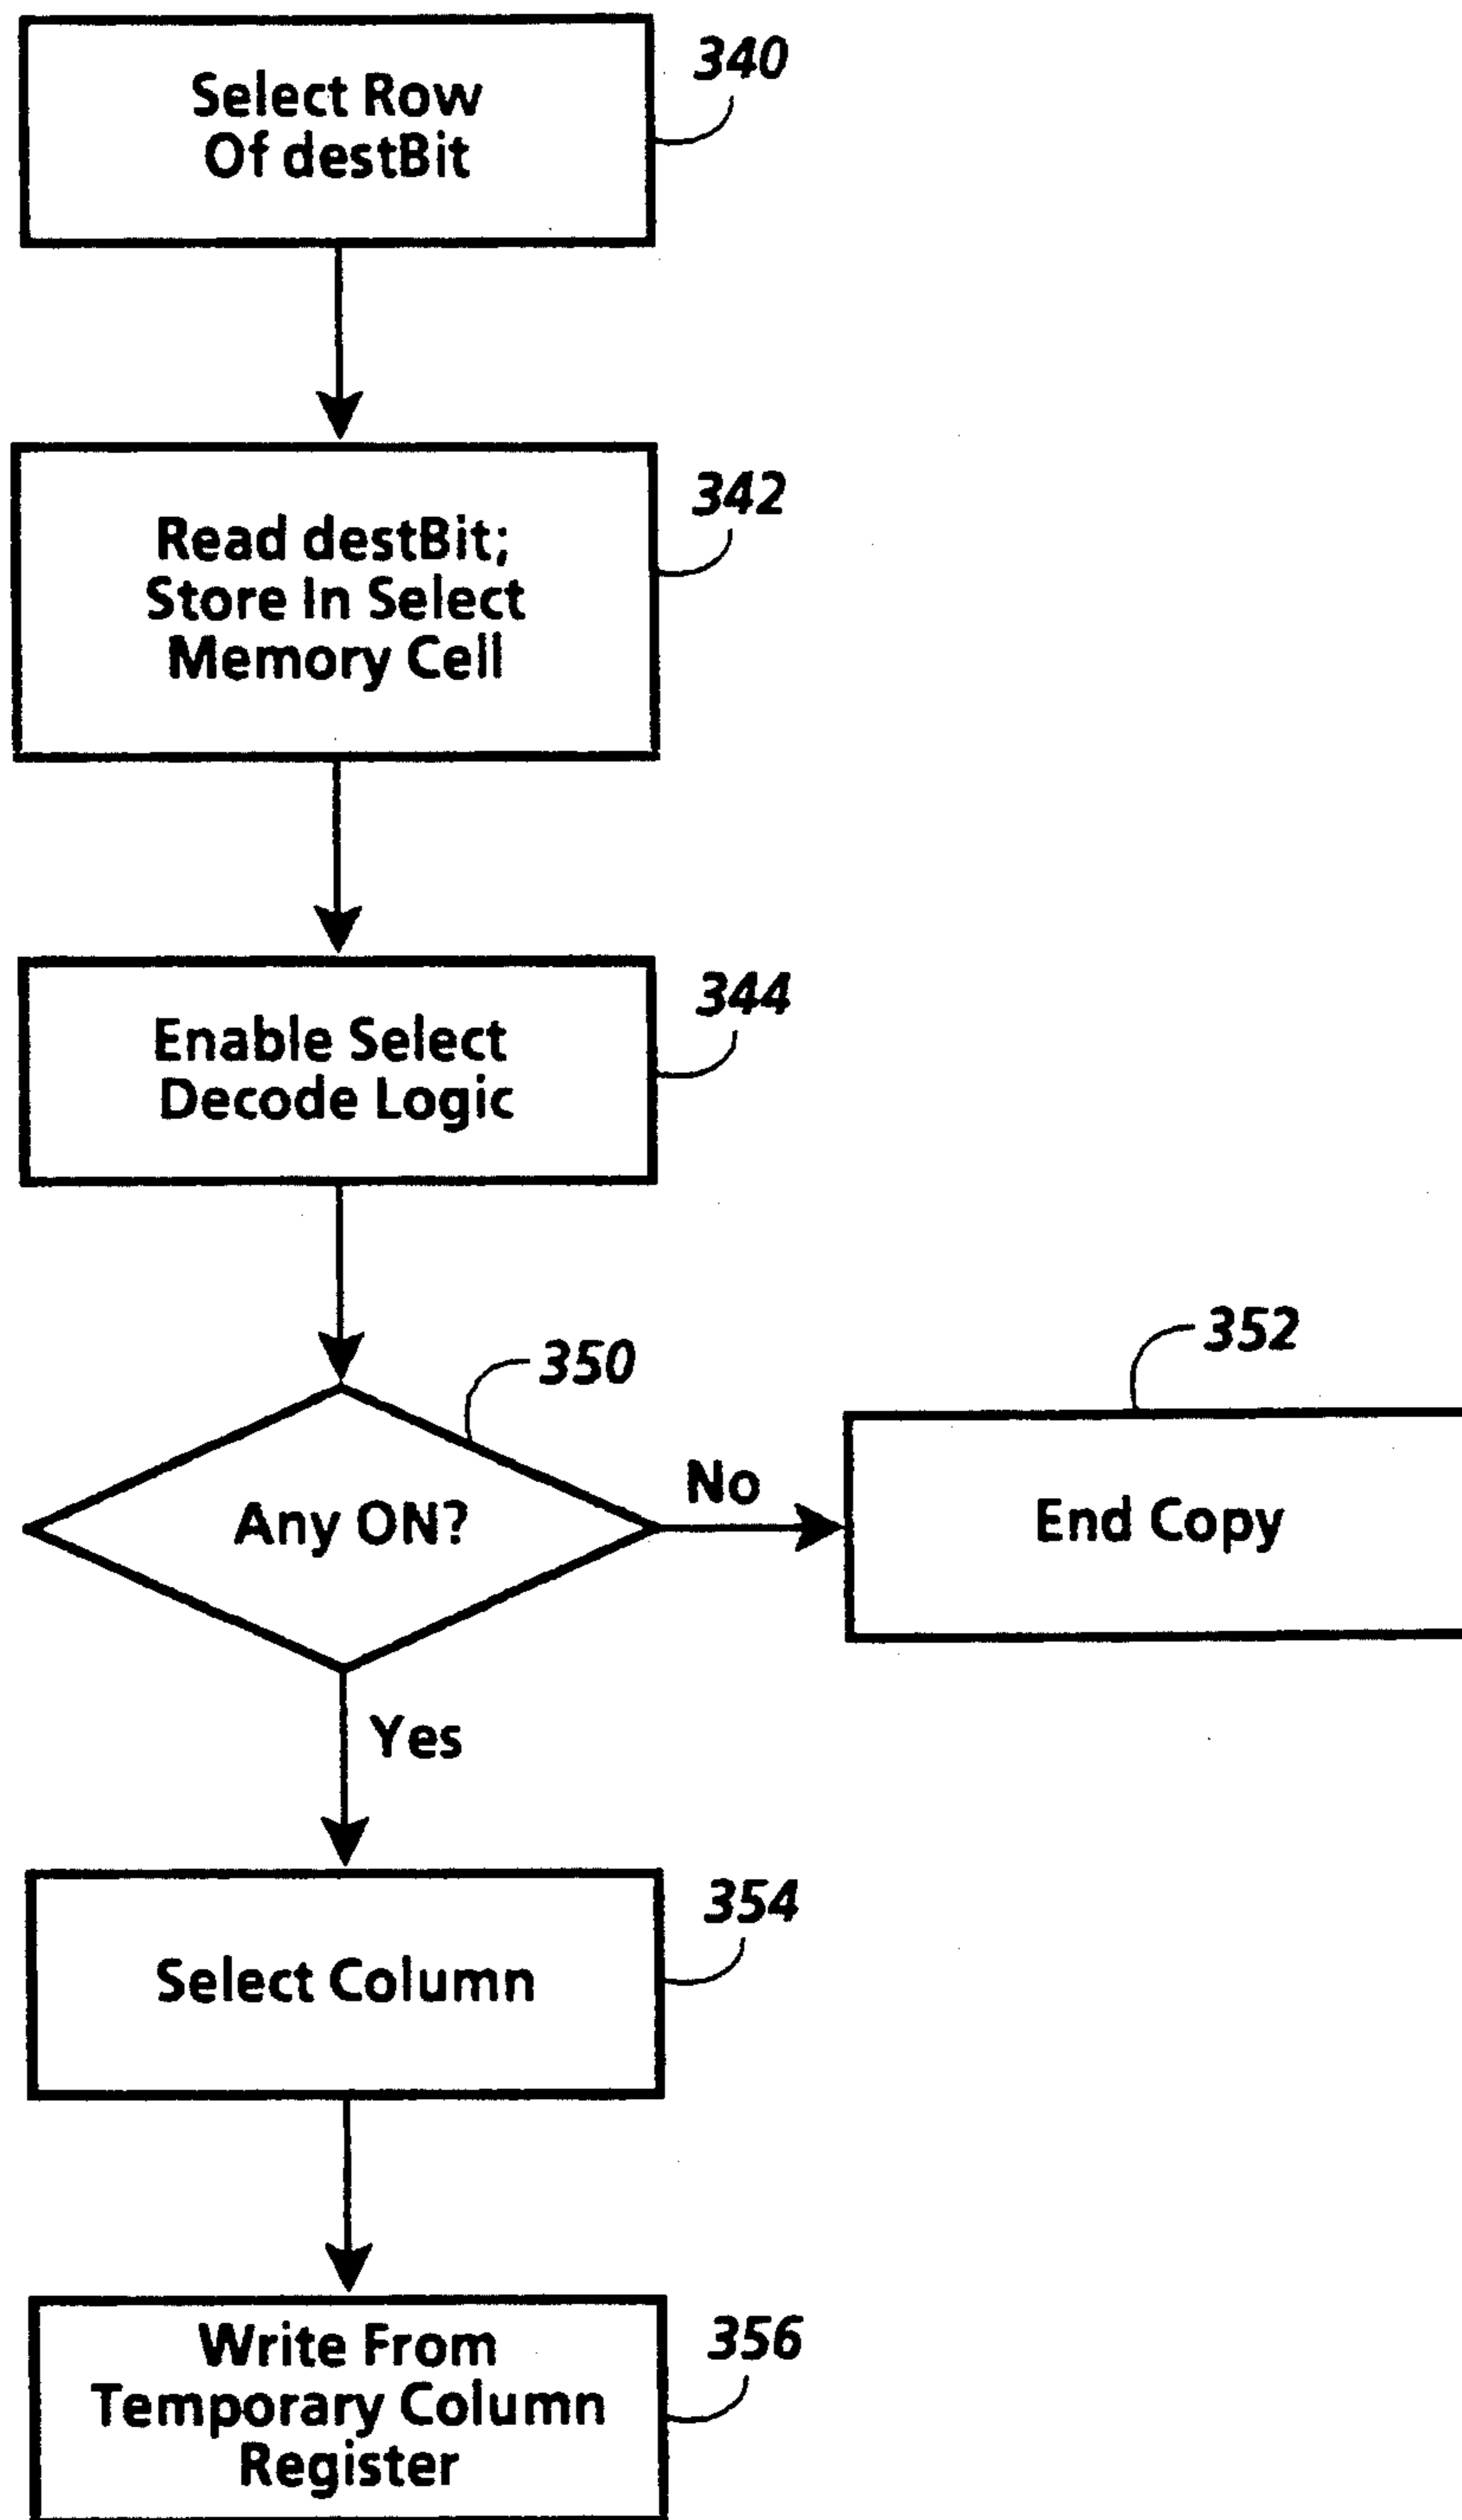 Select Row
Of destBit
340
Read destBit;
Store In Select
Memory Cell
342
Enable Select
Decode Logic
344
350
352
Any ON?
No
End Copy
Yes
Select Column
354
Write From
Temporary Column
Register
356